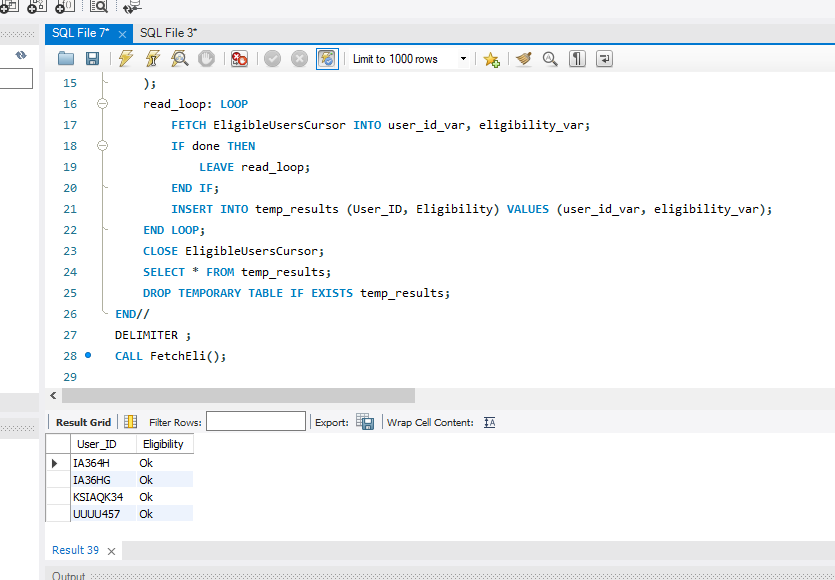 SQL File 7* SQL File 3*
Limit to 1000 rows
15 );
16 read_loop: LOOP
17 FETCH EligibleUsersCursor INTO user_id_var, eligibility_var;
18 IF done THEN
19 LEAVE read_loop;
20 END IF;
21 INSERT INTO temp_results (User_ID, Eligibility) VALUES (user_id_var, eligibility_var);
22 END LOOP;
23 CLOSE EligibleUsersCursor;
24 SELECT * FROM temp_results;
25 DROP TEMPORARY TABLE IF EXISTS temp_results;
26 END//
27 DELIMITER ;
28 CALL FetchEli();
29
Result Grid Filter Rows: Export: Wrap Cell Content:
User_ID Eligibility
IA364H Ok
IA36HG Ok
KSIAQK34 Ok
UUUU457 Ok
Result 39
Output